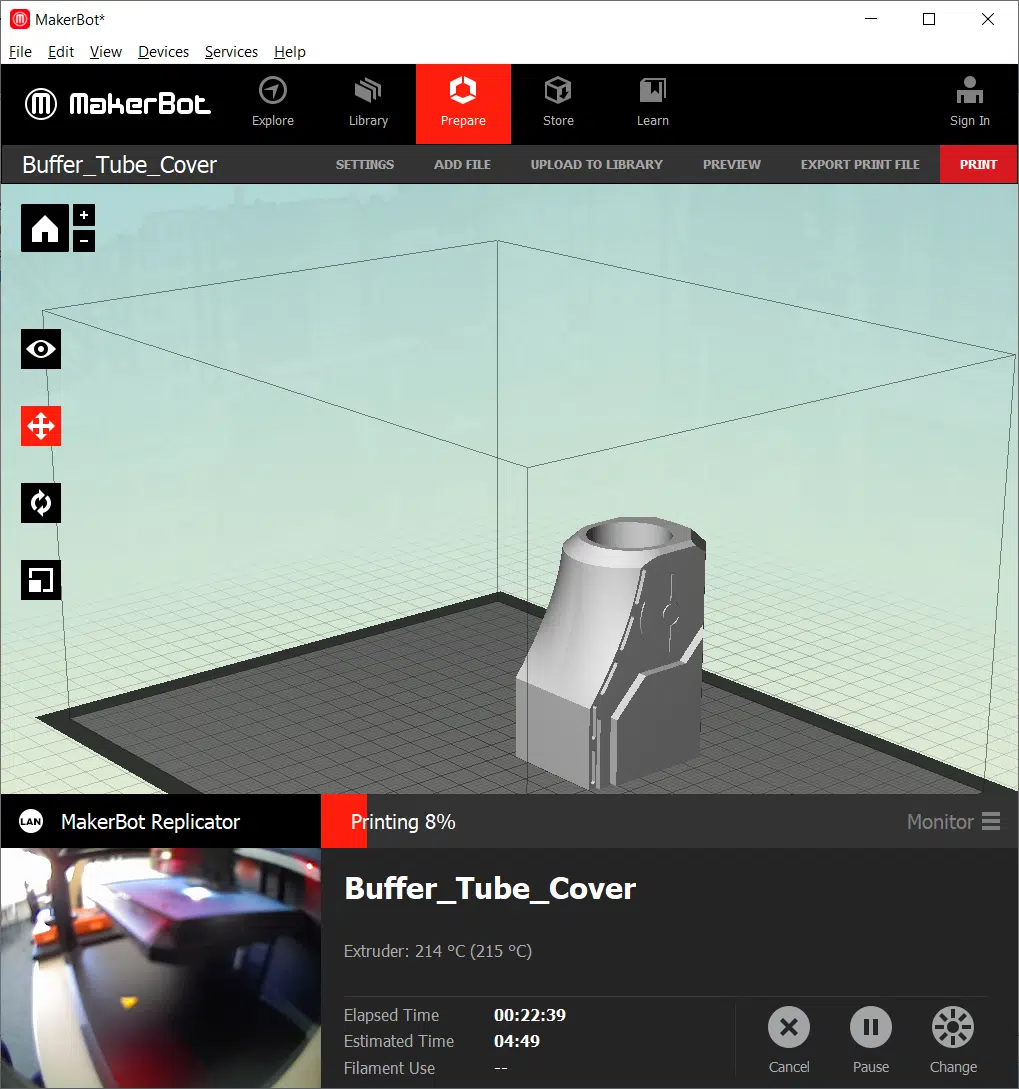 MakerBot*
File Edit View Devices Services Help
MakerBot Explore Library Prepare Store Learn Sign In
Buffer_Tube_Cover SETTINGS ADD FILE UPLOAD TO LIBRARY PREVIEW EXPORT PRINT FILE PRINT
+
-
LAN MakerBot Replicator Printing 8% Monitor
Buffer_Tube_Cover
Extruder: 214 °C (215 °C)
Elapsed Time 00:22:39
Estimated Time 04:49
Filament Use --
Cancel Pause Change